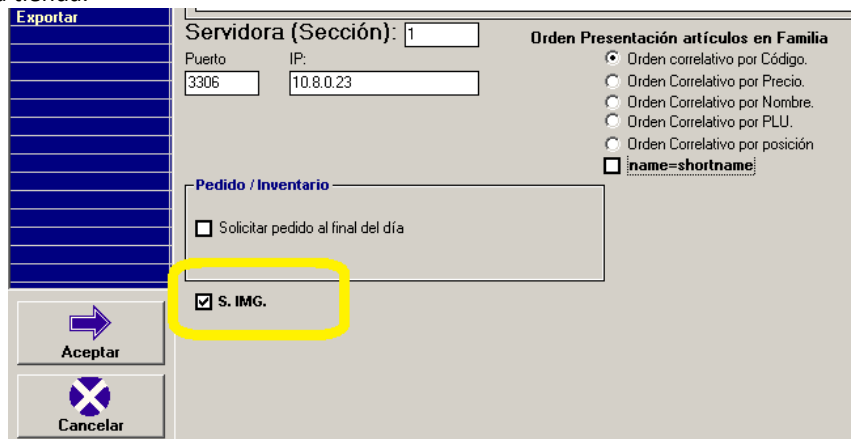 Exportar
Servidora (Sección): 1
Puerto IP:
3306 10.8.0.23
Orden Presentación artículos en Familia
Orden correlativo por Código.
Orden Correlativo por Precio.
Orden Correlativo por Nombre.
Orden Correlativo por PLU.
Orden Correlativo por posición
name=shortname
Pedido / Inventario
Solicitar pedido al final del día
S. IMG.
Aceptar
Cancelar